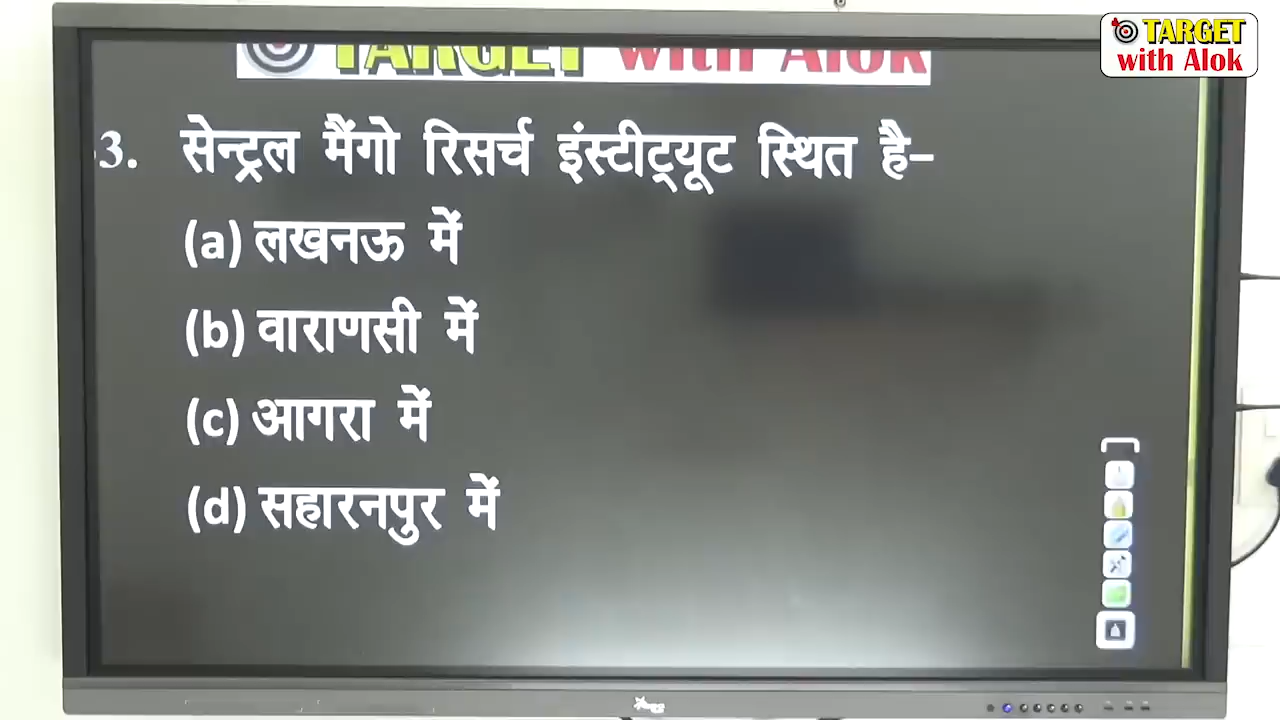 TARGET
with Alok
TARGET with Alok
3. सेन्ट्रल मैंगो रिसर्च इंस्टीट्यूट स्थित है–
(a) लखनऊ में
(b) वाराणसी में
(c) आगरा में
(d) सहारनपुर में